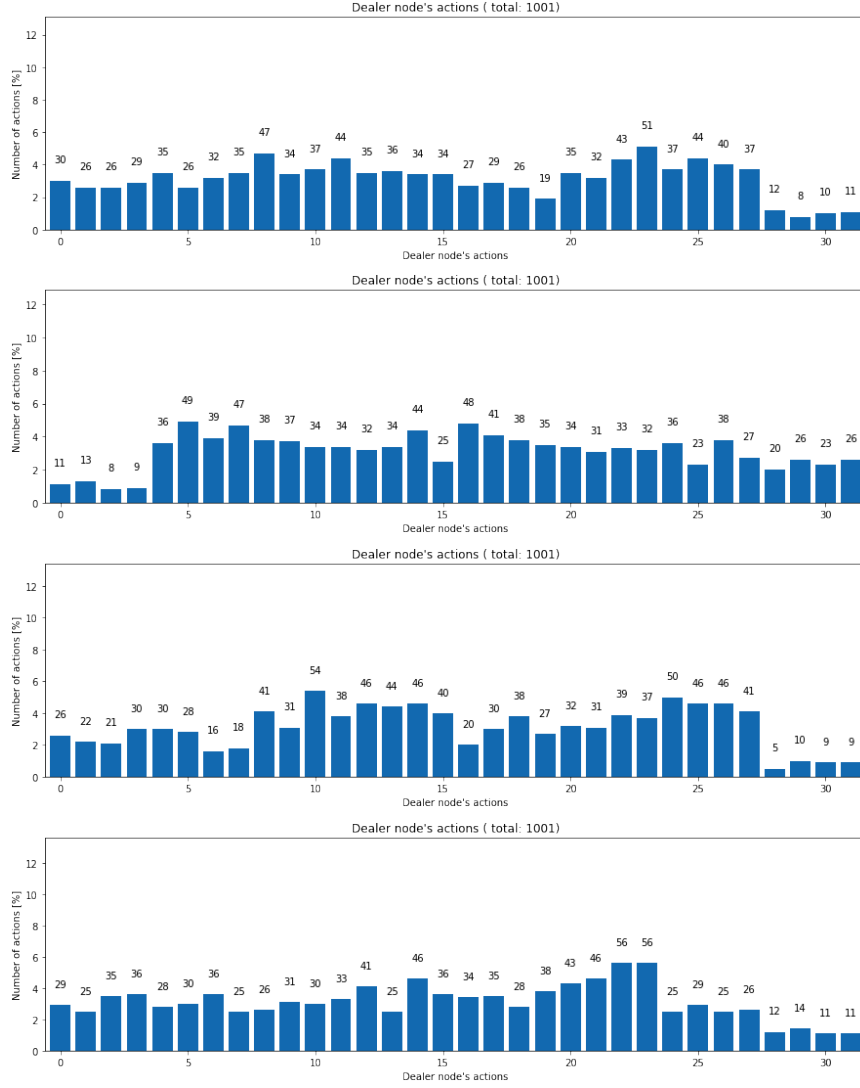 Dealer node's actions ( total: 1001)
Number of actions [%]
12
10
8
6
4
2
0
30 26 26 29 35 26 32 35 47 34 37 44 35 36 34 34 27 29 26 19 35 32 43 51 37 44 40 37 12 8 10 11
0 5 10 15 20 25 30
Dealer node's actions
Dealer node's actions ( total: 1001)
Number of actions [%]
12
10
8
6
4
2
0
11 13 8 9 36 49 39 47 38 37 34 34 32 34 44 25 48 41 38 35 34 31 33 32 36 23 38 27 20 26 23 26
0 5 10 15 20 25 30
Dealer node's actions
Dealer node's actions ( total: 1001)
Number of actions [%]
12
10
8
6
4
2
0
26 22 21 30 30 28 16 18 41 31 54 38 46 44 46 40 20 30 38 27 32 31 39 37 50 46 46 41 5 10 9 9
0 5 10 15 20 25 30
Dealer node's actions
Dealer node's actions ( total: 1001)
Number of actions [%]
12
10
8
6
4
2
0
29 25 35 36 28 30 36 25 26 31 30 33 41 25 46 36 34 35 28 38 43 46 56 56 25 29 25 26 12 14 11 11
0 5 10 15 20 25 30
Dealer node's actions